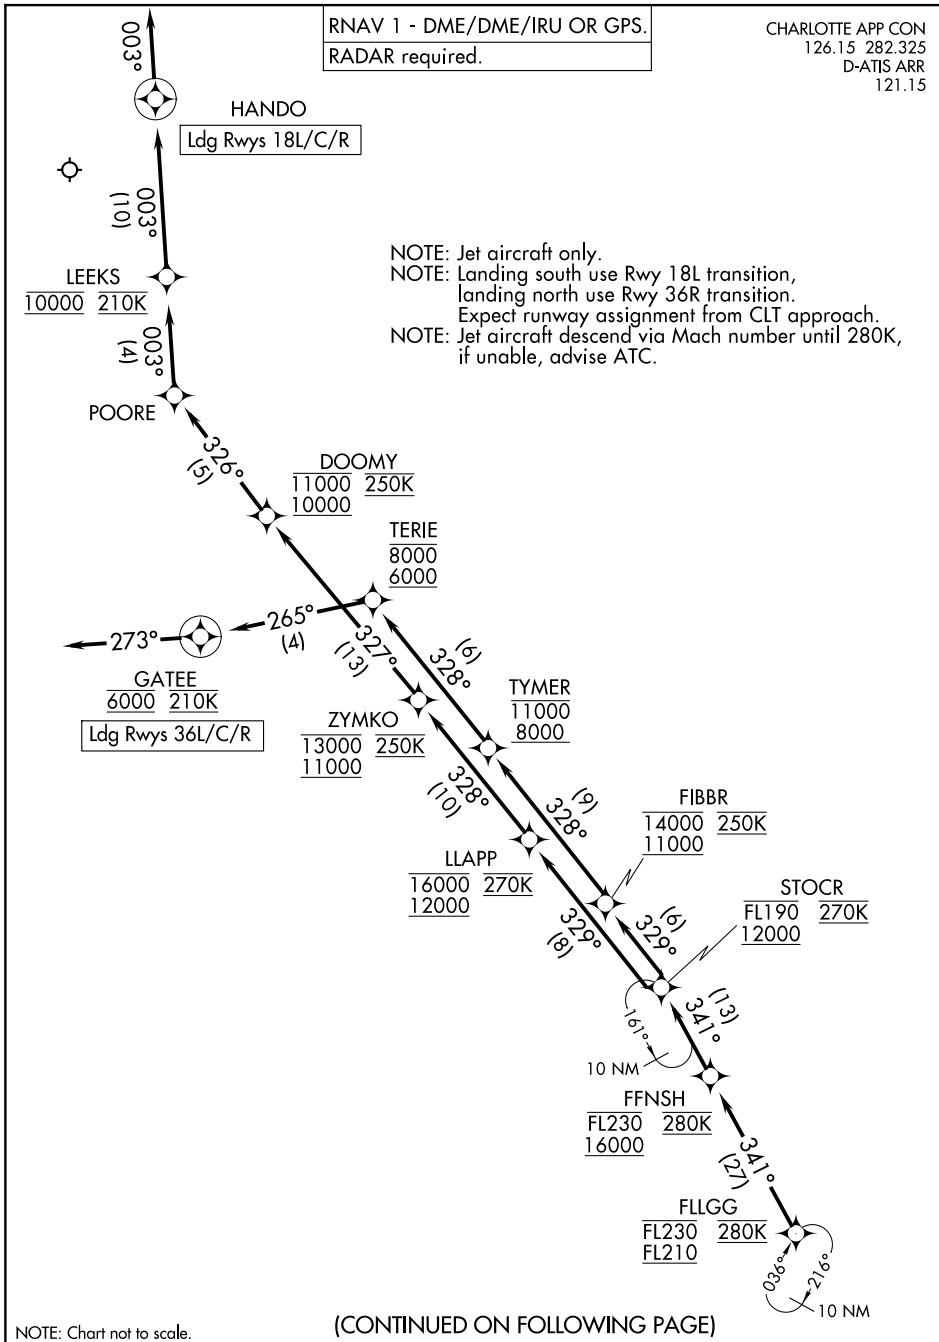 RNAV 1 - DME/DME/IRU OR GPS.
RADAR required.
CHARLOTTE APP CON
126.15 282.325
D-ATIS ARR
121.15
003°
HANDO
Ldg Rwys 18L/C/R
003°
(10)
LEEKS
10000 210K
003°
(4)
POORE
NOTE: Jet aircraft only.
NOTE: Landing south use Rwy 18L transition,
landing north use Rwy 36R transition.
Expect runway assignment from CLT approach.
NOTE: Jet aircraft descend via Mach number until 280K,
if unable, advise ATC.
326°
(5)
DOOMY
11000 250K
10000
TERIE
8000
6000
273°
265°
(4)
327°
(13)
GATEE
6000 210K
Ldg Rwys 36L/C/R
(6)
328°
ZYMKO
13000 250K
11000
TYMER
11000
8000
328°
(10)
(9)
328°
FIBBR
14000 250K
11000
LLAPP
16000 270K
12000
STOCR
FL190 270K
12000
329°
(8)
(6)
329°
161°
10 NM
(13)
341°
FFNSH
FL230 280K
16000
341°
(27)
FLLGG
FL230 280K
FL210
036°
216°
10 NM
NOTE: Chart not to scale.
(CONTINUED ON FOLLOWING PAGE)